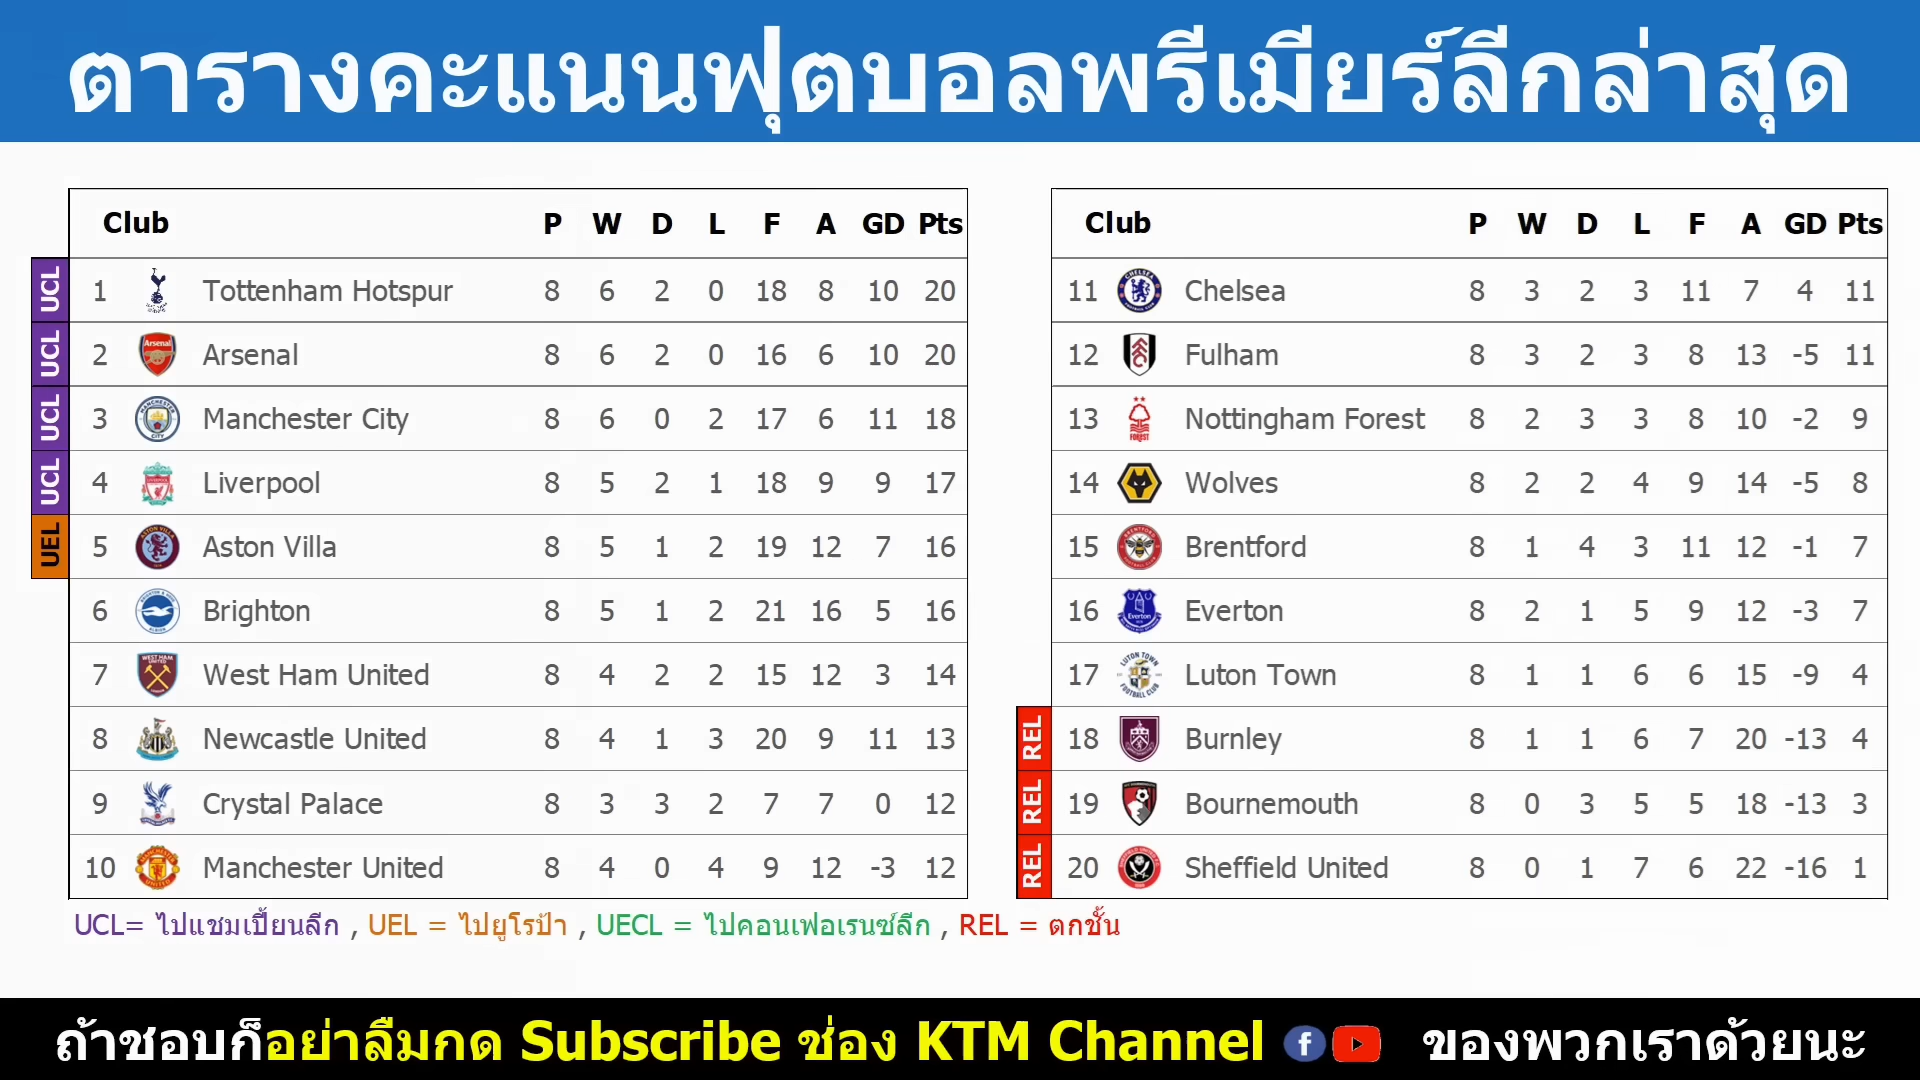 ตารางคะแนนฟุตบอลพรีเมียร์ลีกล่าสุด
Club P W D L F A GD Pts
UCL 1 Tottenham Hotspur 8 6 2 0 18 8 10 20
UCL 2 Arsenal 8 6 2 0 16 6 10 20
UCL 3 Manchester City 8 6 0 2 17 6 11 18
UCL 4 Liverpool 8 5 2 1 18 9 9 17
UEL 5 Aston Villa 8 5 1 2 19 12 7 16
6 Brighton 8 5 1 2 21 16 5 16
7 West Ham United 8 4 2 2 15 12 3 14
8 Newcastle United 8 4 1 3 20 9 11 13
9 Crystal Palace 8 3 3 2 7 7 0 12
10 Manchester United 8 4 0 4 9 12 -3 12
Club P W D L F A GD Pts
11 Chelsea 8 3 2 3 11 7 4 11
12 Fulham 8 3 2 3 8 13 -5 11
13 Nottingham Forest 8 2 3 3 8 10 -2 9
14 Wolves 8 2 2 4 9 14 -5 8
15 Brentford 8 1 4 3 11 12 -1 7
16 Everton 8 2 1 5 9 12 -3 7
17 Luton Town 8 1 1 6 6 15 -9 4
REL 18 Burnley 8 1 1 6 7 20 -13 4
REL 19 Bournemouth 8 0 3 5 5 18 -13 3
REL 20 Sheffield United 8 0 1 7 6 22 -16 1
UCL= ไปแชมเปี้ยนลีก , UEL = ไปยูโรป้า , UECL = ไปคอนเฟอเรนซ์ลีก , REL = ตกชั้น
ถ้าชอบก็อย่าลืมกด Subscribe ช่อง KTM Channel ของพวกเราด้วยนะ